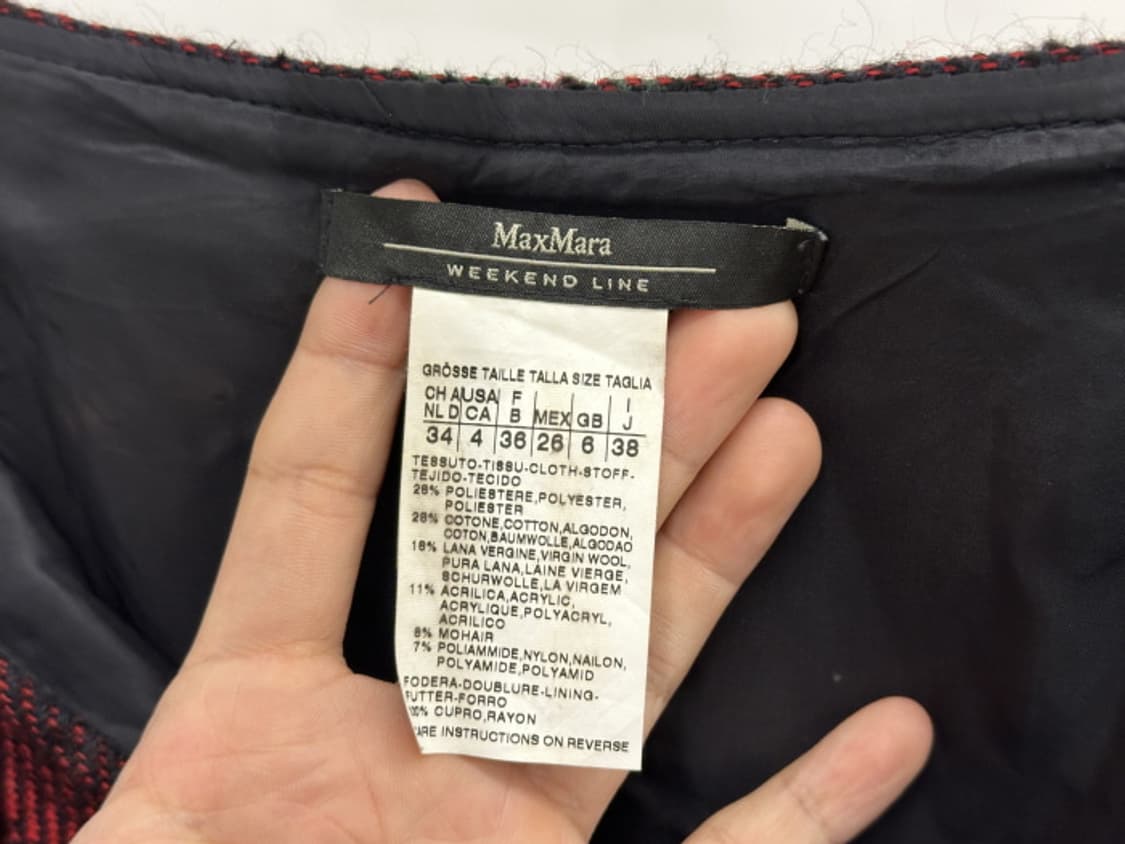 MaxMara
WEEKEND LINE
GRÖSSE TAILLE TALLA SIZE TAGLIA
CH A USA F I
NL D CA B MEX GB J
34 4 36 26 6 38
TESSUTO-TISSU-CLOTH-STOFF-
TEJIDO-TECIDO
28% POLIESTERE,POLYESTER,
POLIESTER
28% COTONE,COTTON,ALGODON,
COTON,BAUMWOLLE,ALGODAO
18% LANA VERGINE,VIRGIN WOOL,
PURA LANA,LAINE VIERGE,
SCHURWOLLE,LA VIRGEM
11% ACRILICA,ACRYLIC,
ACRYLIQUE,POLYACRYL,
ACRILICO
8% MOHAIR
7% POLIAMMIDE,NYLON,NAILON,
POLYAMIDE,POLYAMID
FODERA-DOUBLURE-LINING-
FUTTER-FORRO
100% CUPRO,RAYON
CARE INSTRUCTIONS ON REVERSE